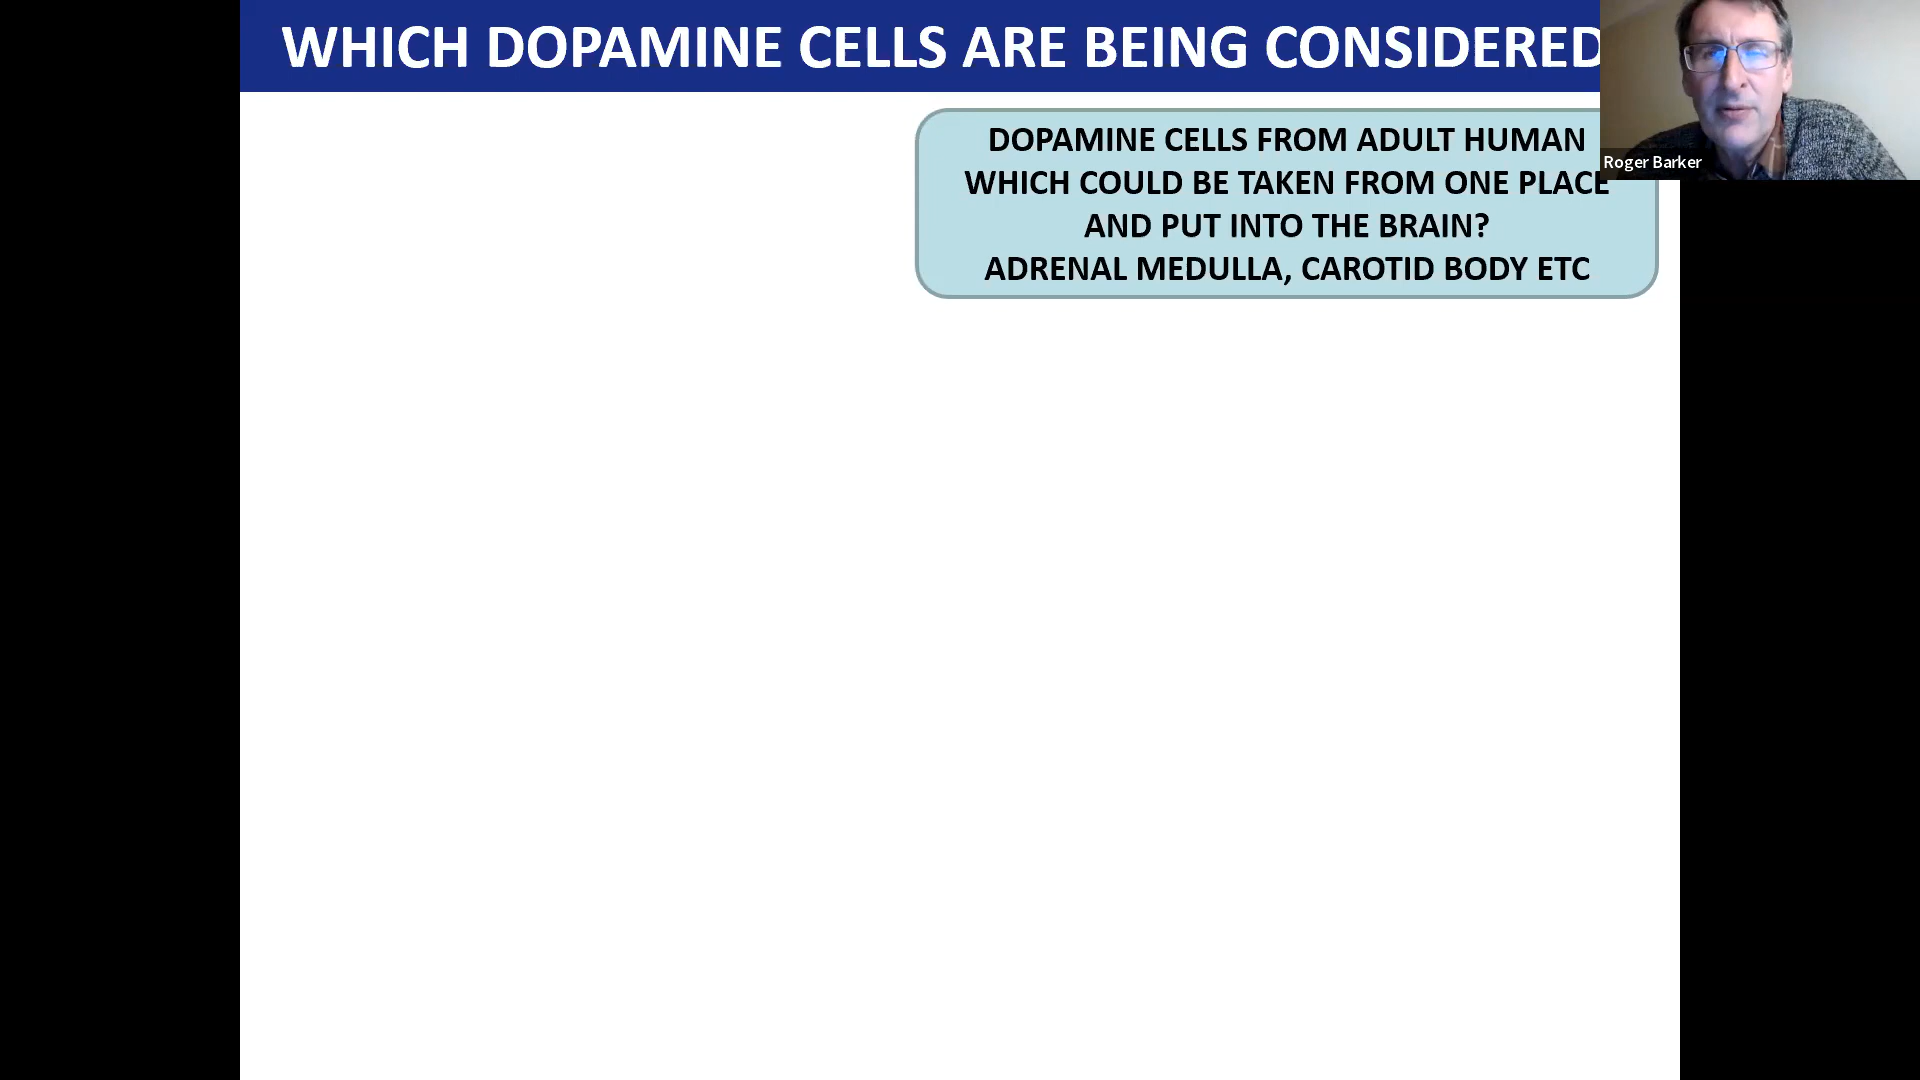 WHICH DOPAMINE CELLS ARE BEING CONSIDERED
DOPAMINE CELLS FROM ADULT HUMAN
WHICH COULD BE TAKEN FROM ONE PLACE
AND PUT INTO THE BRAIN?
ADRENAL MEDULLA, CAROTID BODY ETC
Roger Barker